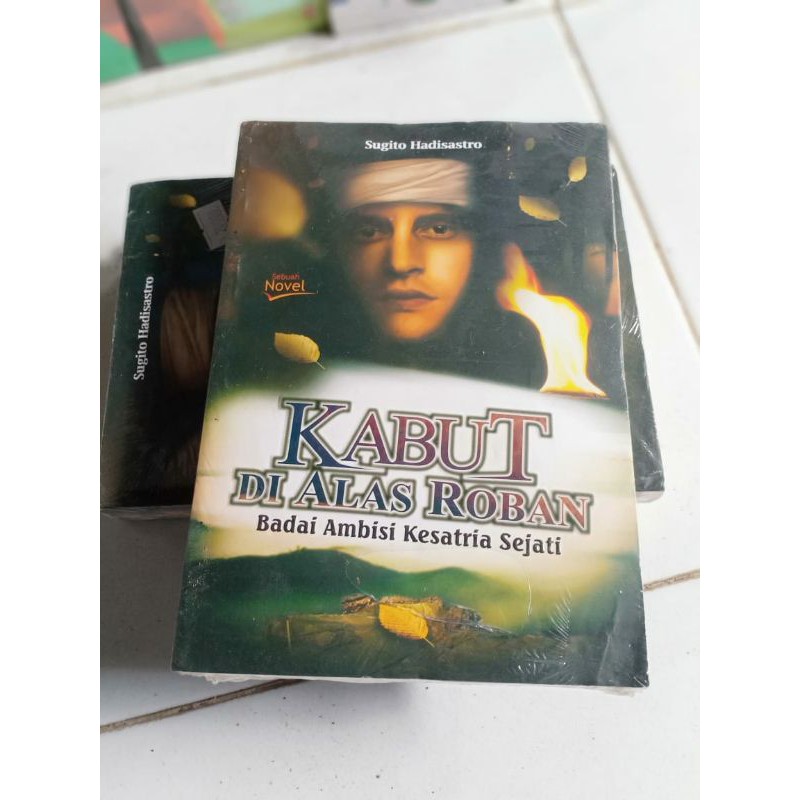 Sugito Hadisastro
Sebuah
Novel
KABUT
DI ALAS ROBAN
Badai Ambisi Kesatria Sejati
Sugito Hadisastro